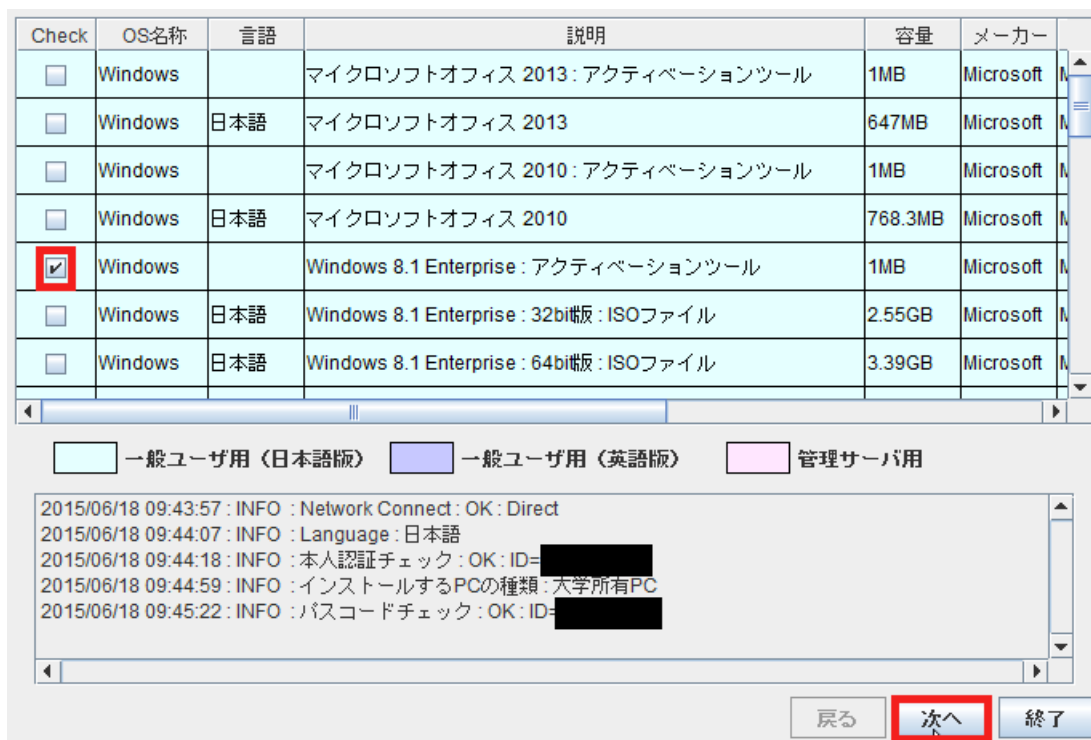 Check OS名称 言語 説明 容量 メーカー
Windows マイクロソフトオフィス 2013 : アクティベーションツール 1MB Microsoft
Windows 日本語 マイクロソフトオフィス 2013 647MB Microsoft
Windows マイクロソフトオフィス 2010 : アクティベーションツール 1MB Microsoft
Windows 日本語 マイクロソフトオフィス 2010 768.3MB Microsoft
Windows Windows 8.1 Enterprise : アクティベーションツール 1MB Microsoft
Windows 日本語 Windows 8.1 Enterprise : 32bit版 : ISOファイル 2.55GB Microsoft
Windows 日本語 Windows 8.1 Enterprise : 64bit版 : ISOファイル 3.39GB Microsoft
一般ユーザ用（日本語版） 一般ユーザ用（英語版） 管理サーバ用
2015/06/18 09:43:57 : INFO : Network Connect : OK : Direct
2015/06/18 09:44:07 : INFO : Language : 日本語
2015/06/18 09:44:18 : INFO : 本人認証チェック : OK : ID=
2015/06/18 09:44:59 : INFO : インストールするPCの種類 : 大学所有PC
2015/06/18 09:45:22 : INFO : パスコードチェック : OK : ID=
戻る 次へ 終了